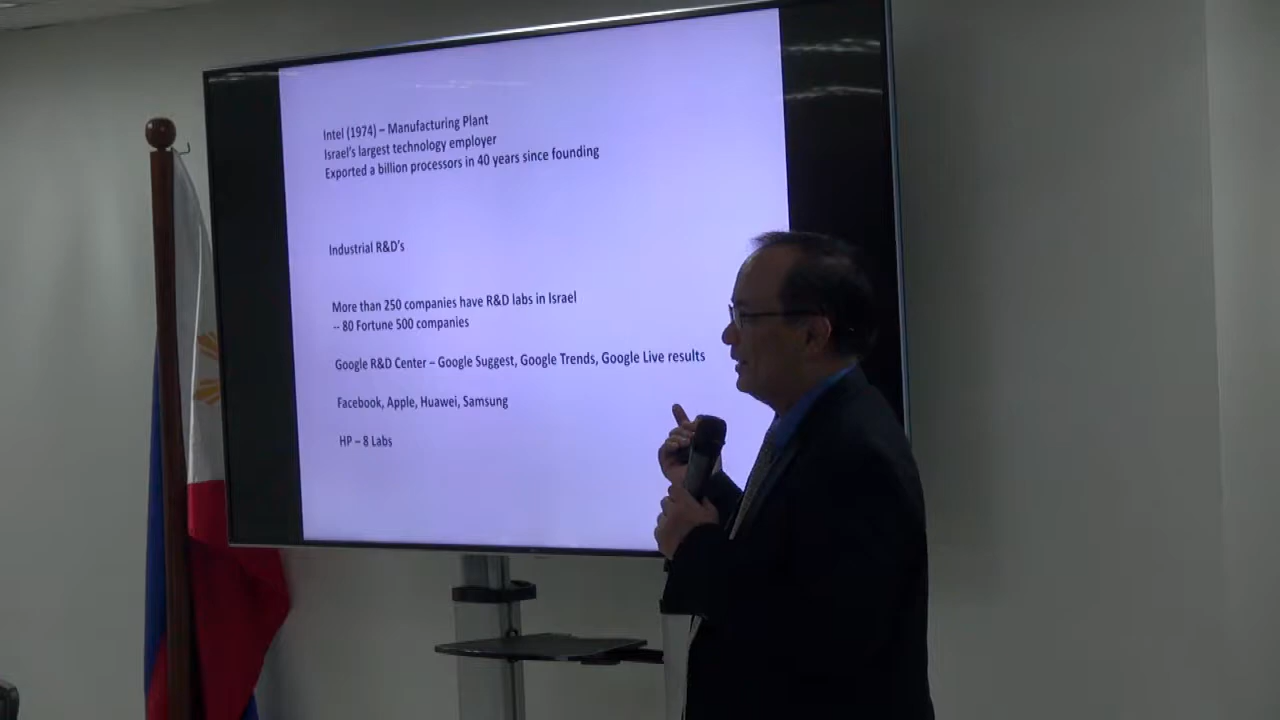 Intel (1974) – Manufacturing Plant
Israel's largest technology employer
Exported a billion processors in 40 years since founding
Industrial R&D's
More than 250 companies have R&D labs in Israel
-- 80 Fortune 500 companies
Google R&D Center – Google Suggest, Google Trends, Google Live results
Facebook, Apple, Huawei, Samsung
HP – 8 Labs